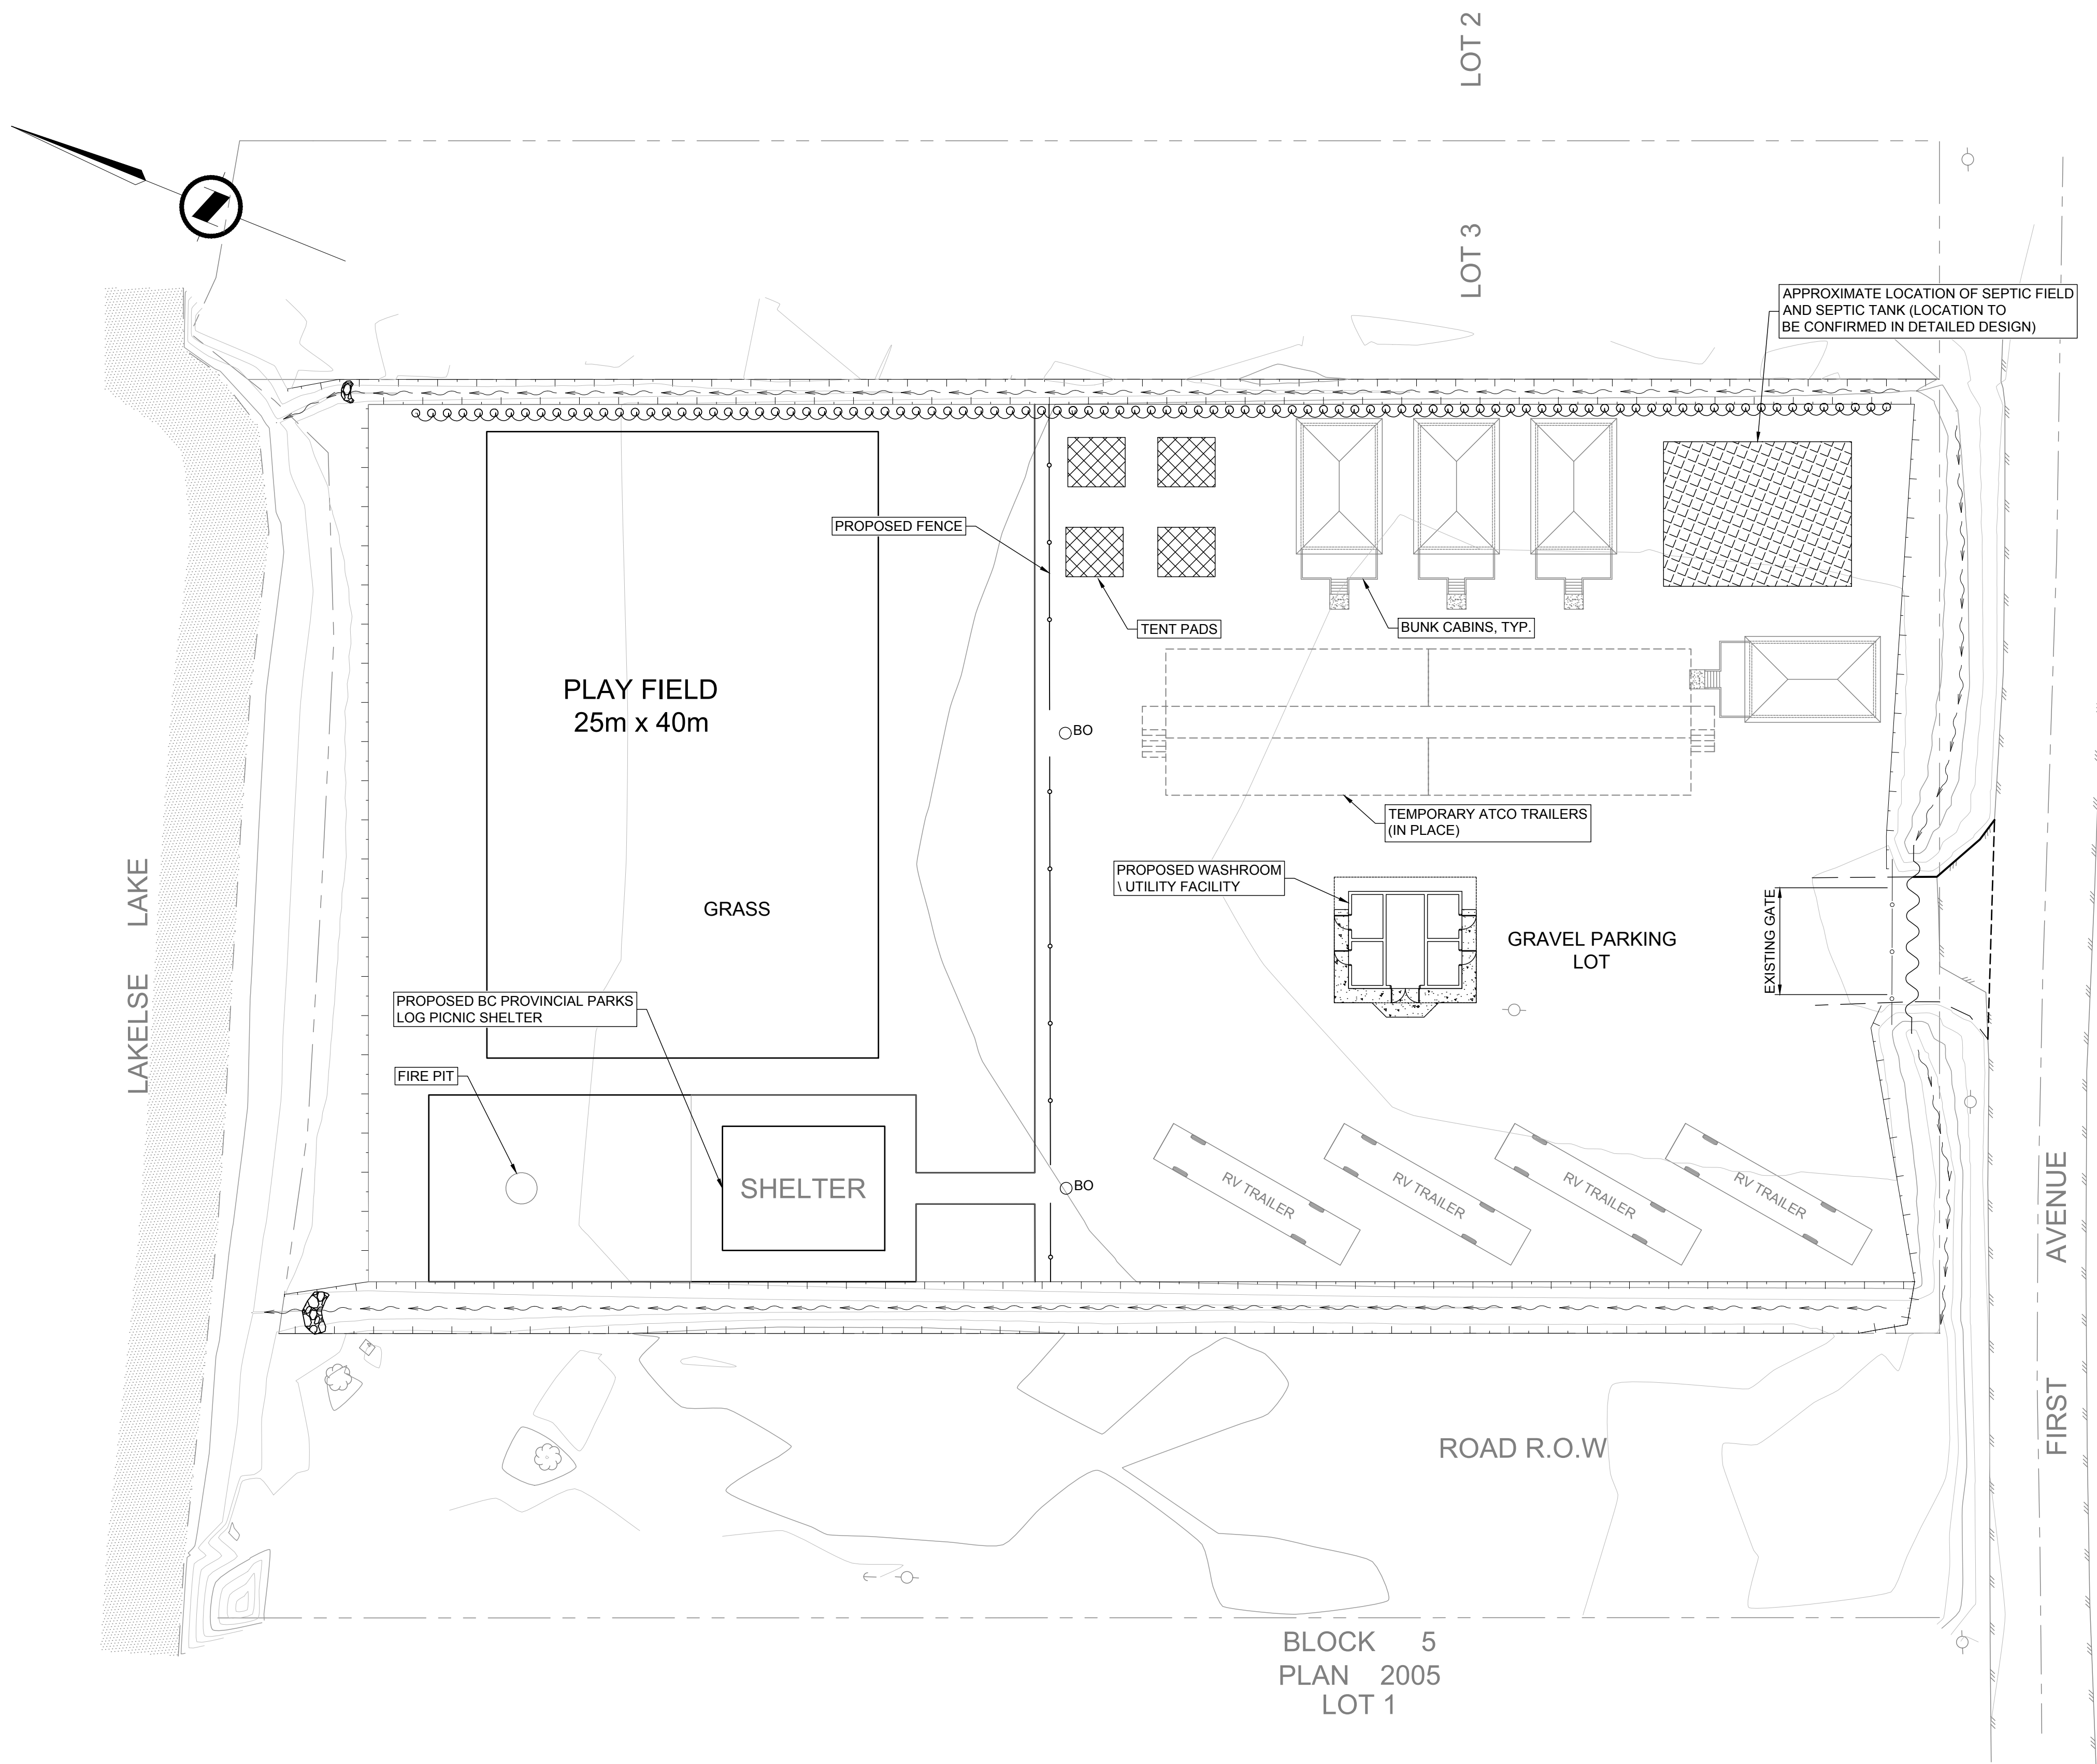 LOT 2
LOT 3
APPROXIMATE LOCATION OF SEPTIC FIELD
AND SEPTIC TANK (LOCATION TO
BE CONFIRMED IN DETAILED DESIGN)
PROPOSED FENCE
TENT PADS
BUNK CABINS, TYP.
PLAY FIELD
25m x 40m
BO
TEMPORARY ATCO TRAILERS
(IN PLACE)
PROPOSED WASHROOM
\ UTILITY FACILITY
GRASS
GRAVEL PARKING
LOT
EXISTING GATE
LAKELSE LAKE
PROPOSED BC PROVINCIAL PARKS
LOG PICNIC SHELTER
FIRE PIT
SHELTER
BO
RV TRAILER
RV TRAILER
RV TRAILER
RV TRAILER
FIRST AVENUE
ROAD R.O.W
BLOCK 5
PLAN 2005
LOT 1